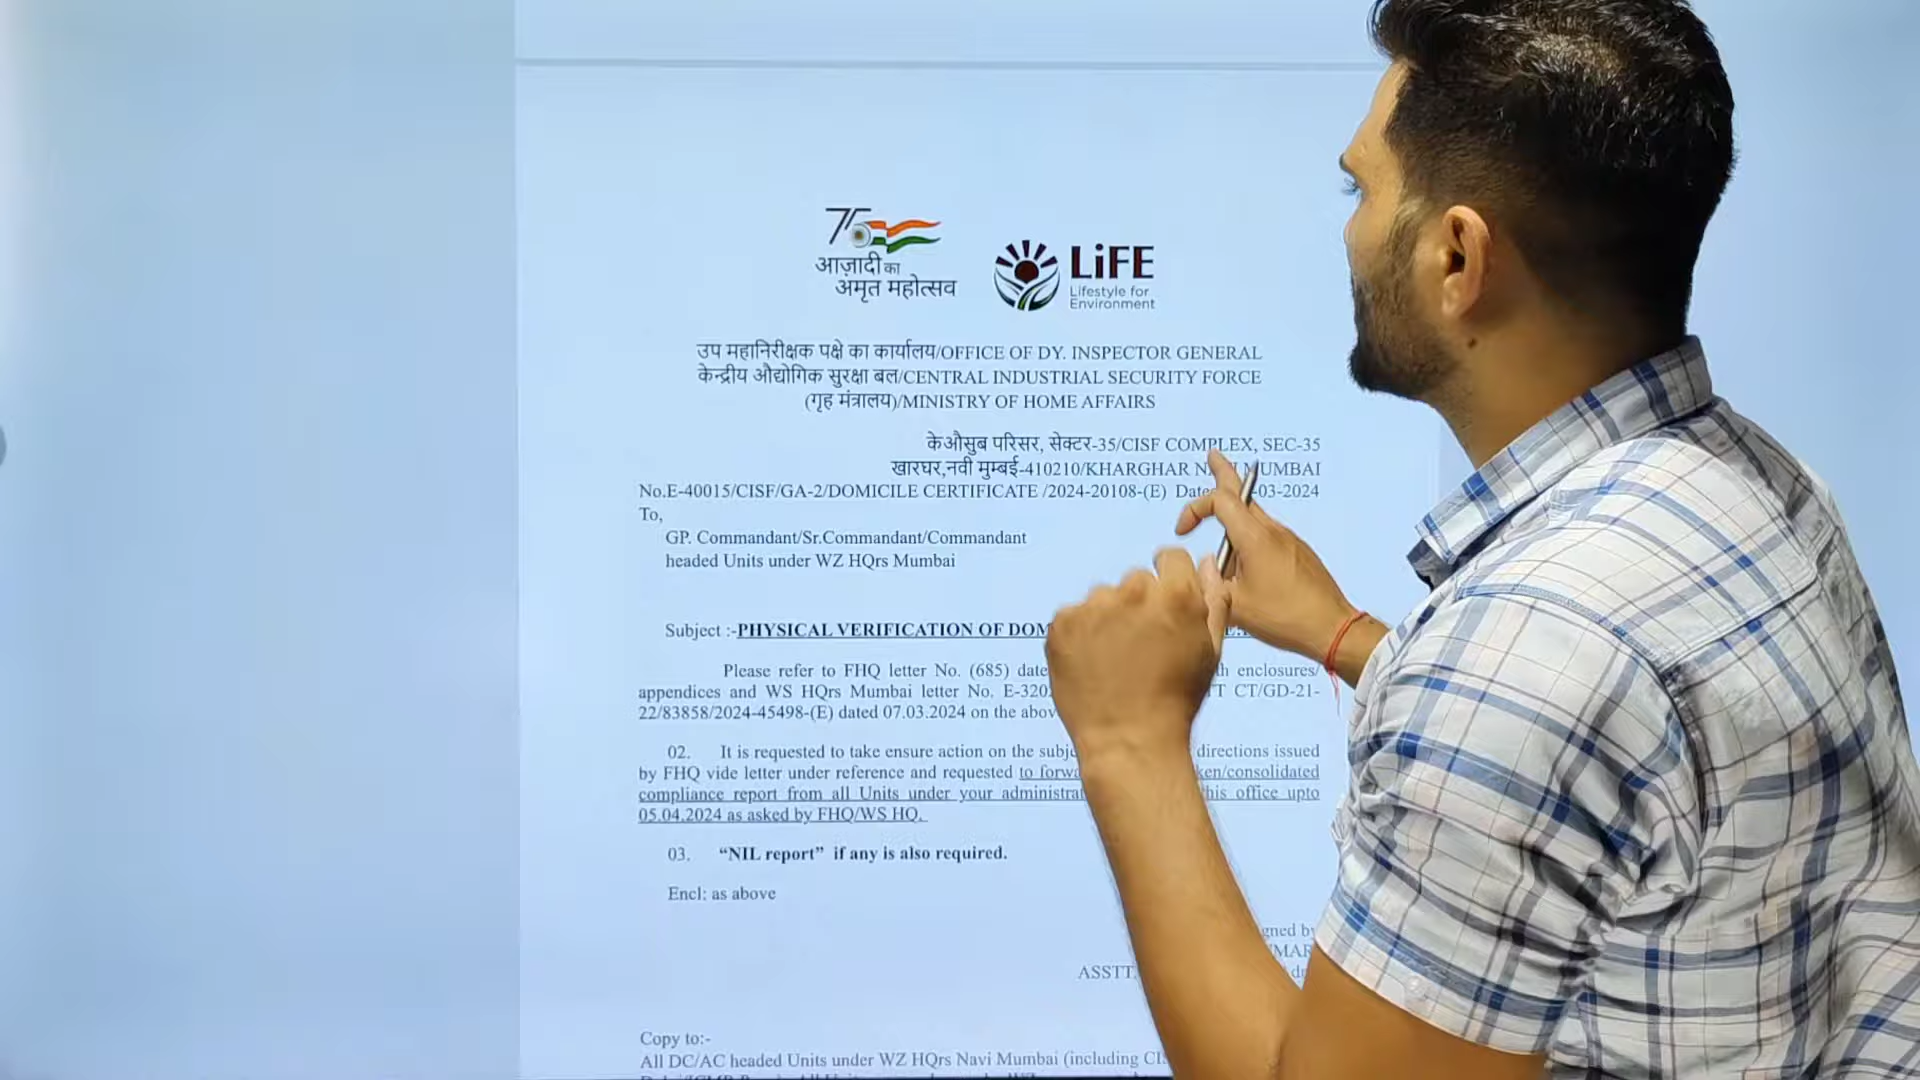 75
आज़ादी का
अमृत महोत्सव
LiFE
Lifestyle for
Environment
उप महानिरीक्षक पक्षे का कार्यालय/OFFICE OF DY. INSPECTOR GENERAL
केन्द्रीय औद्योगिक सुरक्षा बल/CENTRAL INDUSTRIAL SECURITY FORCE
(गृह मंत्रालय)/MINISTRY OF HOME AFFAIRS
केऔसुब परिसर, सेक्टर-35/CISF COMPLEX, SEC-35
खारघर,नवी मुम्बई-410210/KHARGHAR MUMBAI
No.E-40015/CISF/GA-2/DOMICILE CERTIFICATE /2024-20108-(E) -03-2024
To,
GP. Commandant/Sr.Commandant/Commandant
headed Units under WZ HQrs Mumbai
Subject :-PHYSICAL VERIFICATION OF
Please refer to FHQ letter No. (685) enclosures/
appendices and WS HQrs Mumbai letter No. CT/GD-21-
22/83858/2024-45498-(E) dated 07.03.2024 on the
02. It is requested to take ensure action on the directions issued
by FHQ vide letter under reference and requested to
compliance report from all Units under your office upto
05.04.2024 as asked by FHQ/WS HQ.
03. “NIL report” if any is also required.
Encl: as above
ASSTT.
Copy to:-
All DC/AC headed Units under WZ HQrs Navi Mumbai (including